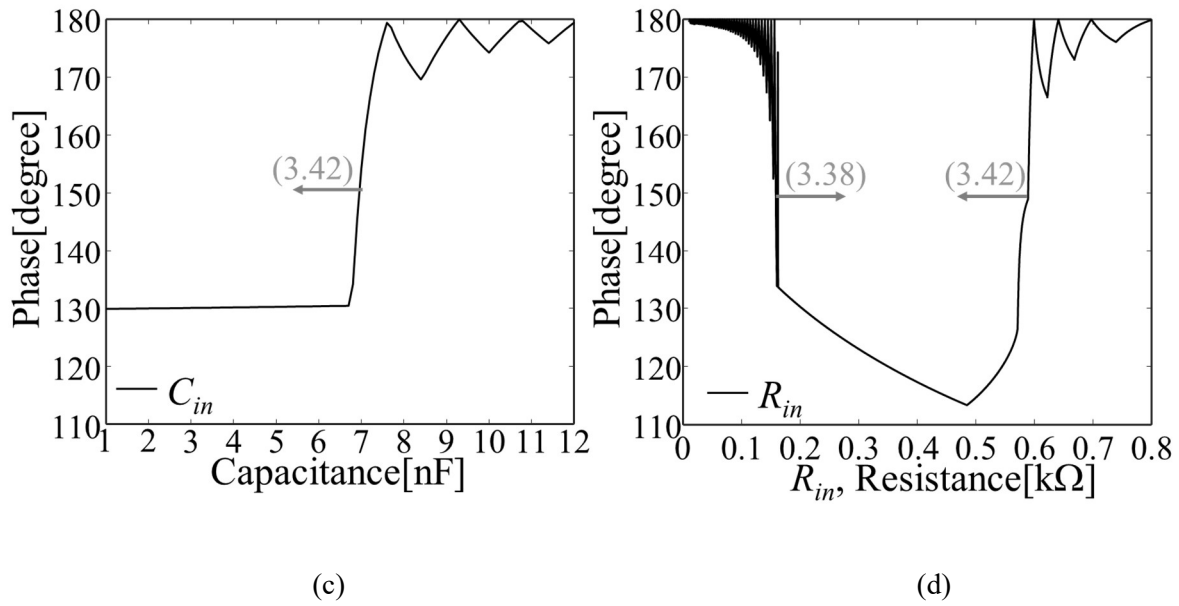 180
170
160
150
140
130
120
110
Phase[degree]
(3.42)
C_in
1 2 3 4 5 6 7 8 9 10 11 12
Capacitance[nF]
(c)
180
170
160
150
140
130
120
110
Phase[degree]
(3.38) (3.42)
R_in
0 0.1 0.2 0.3 0.4 0.5 0.6 0.7 0.8
R_in, Resistance[kΩ]
(d)